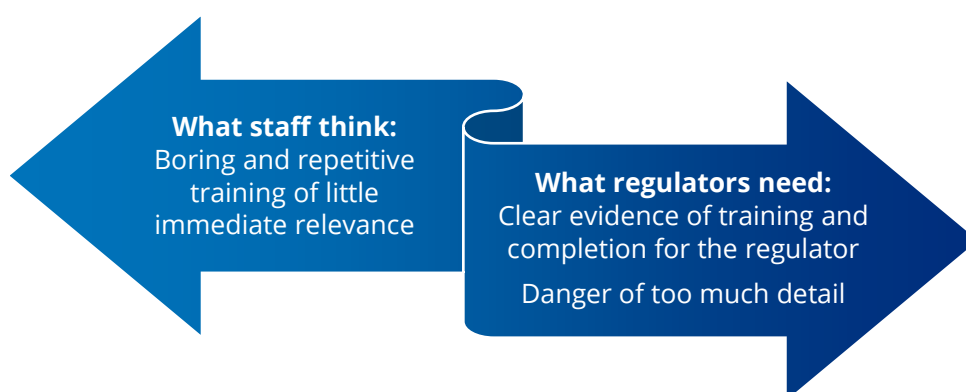 What staff think:
Boring and repetitive
training of little
immediate relevance
What regulators need:
Clear evidence of training and
completion for the regulator
Danger of too much detail